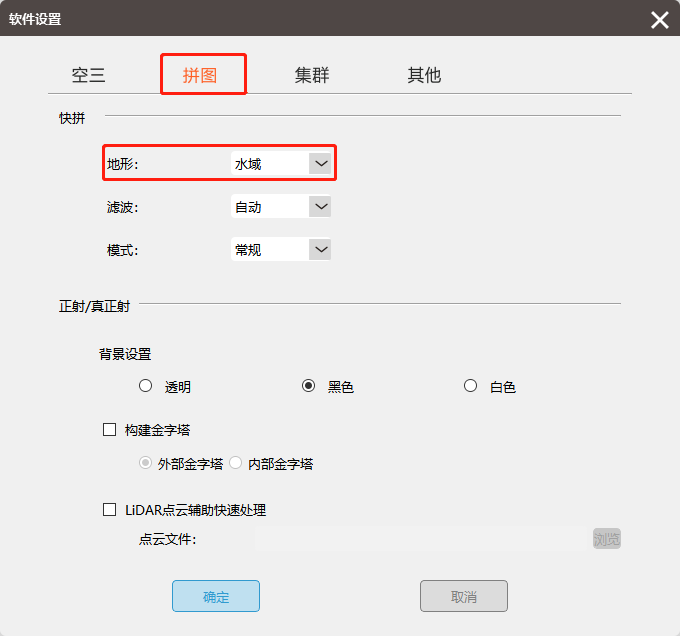 软件设置
空三 拼图 集群 其他
快拼
地形: 水域
滤波: 自动
模式: 常规
正射/真正射
背景设置
透明 黑色 白色
构建金字塔
外部金字塔 内部金字塔
LiDAR点云辅助快速处理
点云文件: 浏览
确定 取消